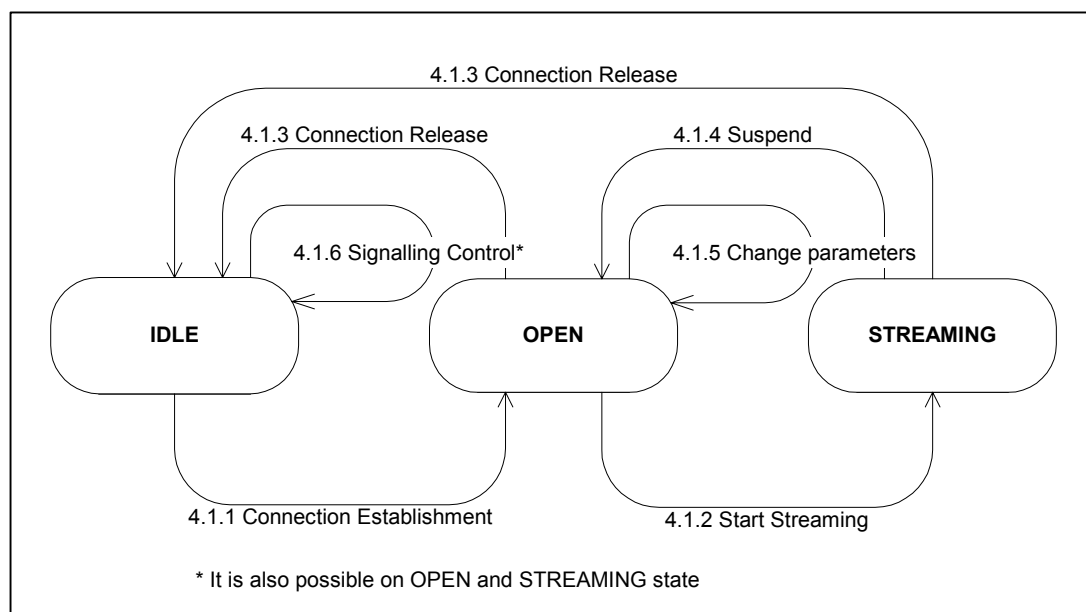 4.1.3 Connection Release
4.1.3 Connection Release
4.1.4 Suspend
4.1.6 Signalling Control*
4.1.5 Change parameters
IDLE
OPEN
STREAMING
4.1.1 Connection Establishment
4.1.2 Start Streaming
* It is also possible on OPEN and STREAMING state